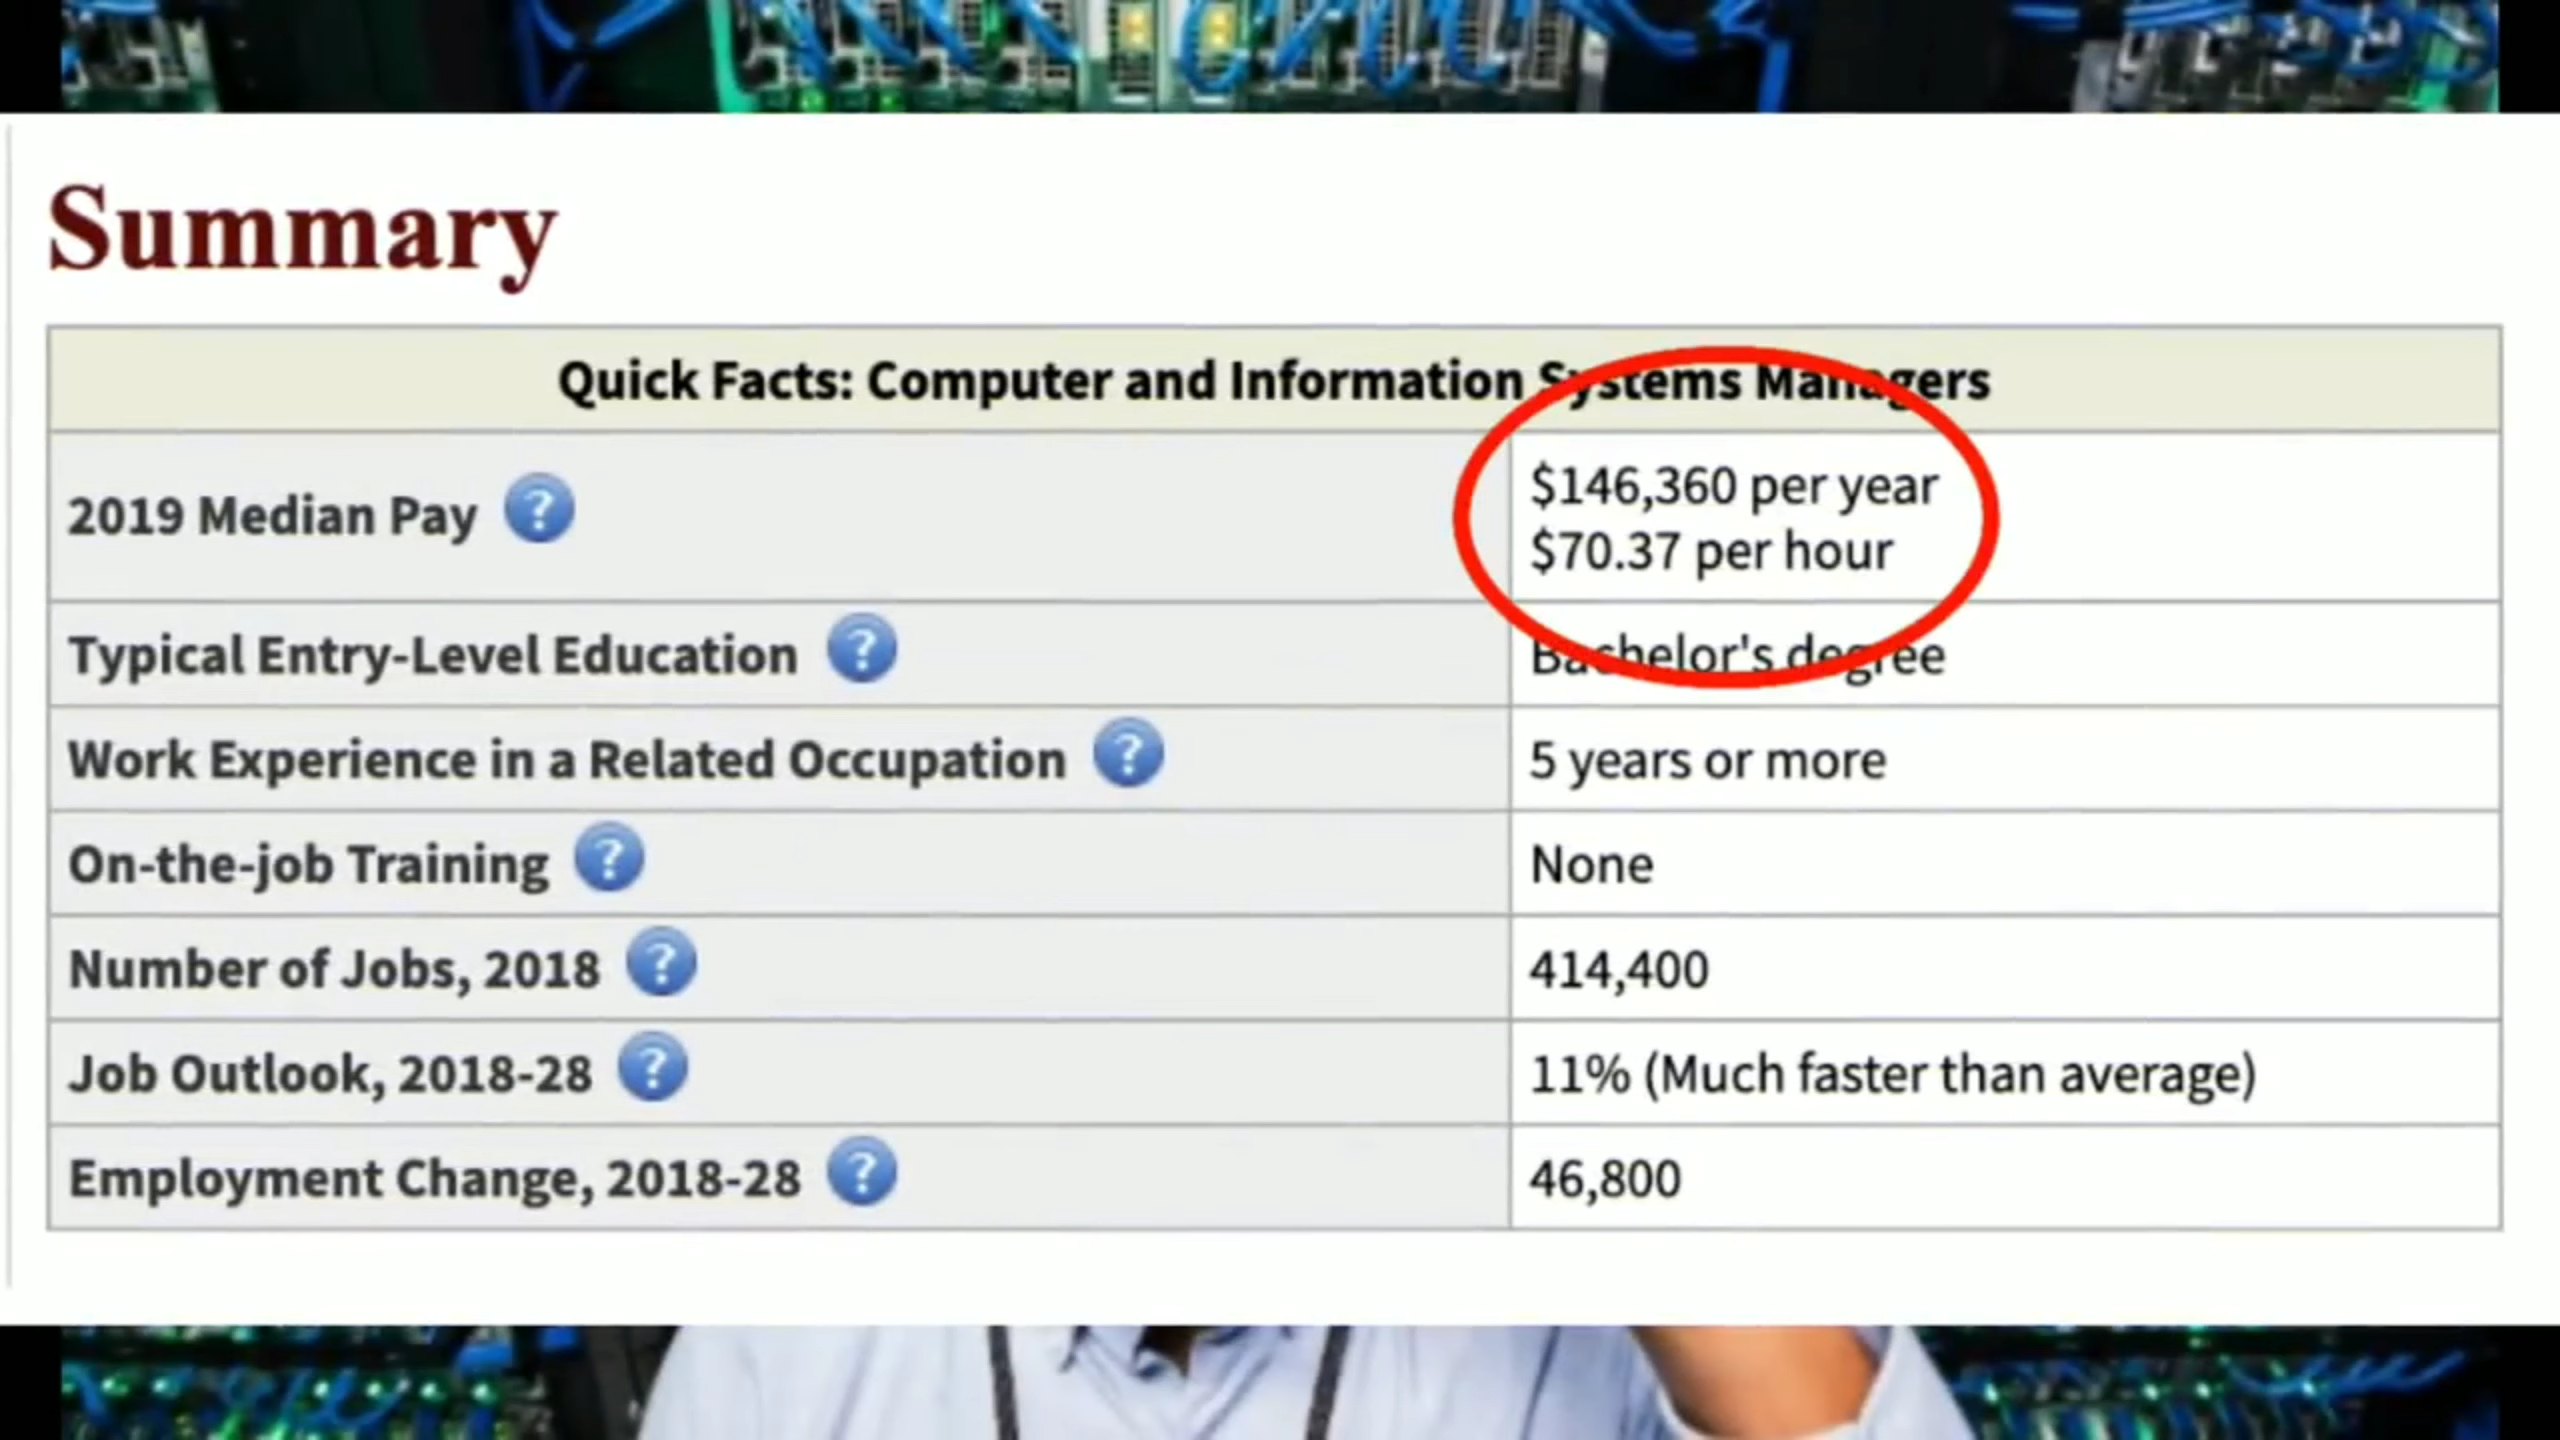 Summary
Quick Facts: Computer and Information Systems Managers
2019 Median Pay ?
$146,360 per year
$70.37 per hour
Typical Entry-Level Education ?
Bachelor's degree
Work Experience in a Related Occupation ?
5 years or more
On-the-job Training ?
None
Number of Jobs, 2018 ?
414,400
Job Outlook, 2018-28 ?
11% (Much faster than average)
Employment Change, 2018-28 ?
46,800